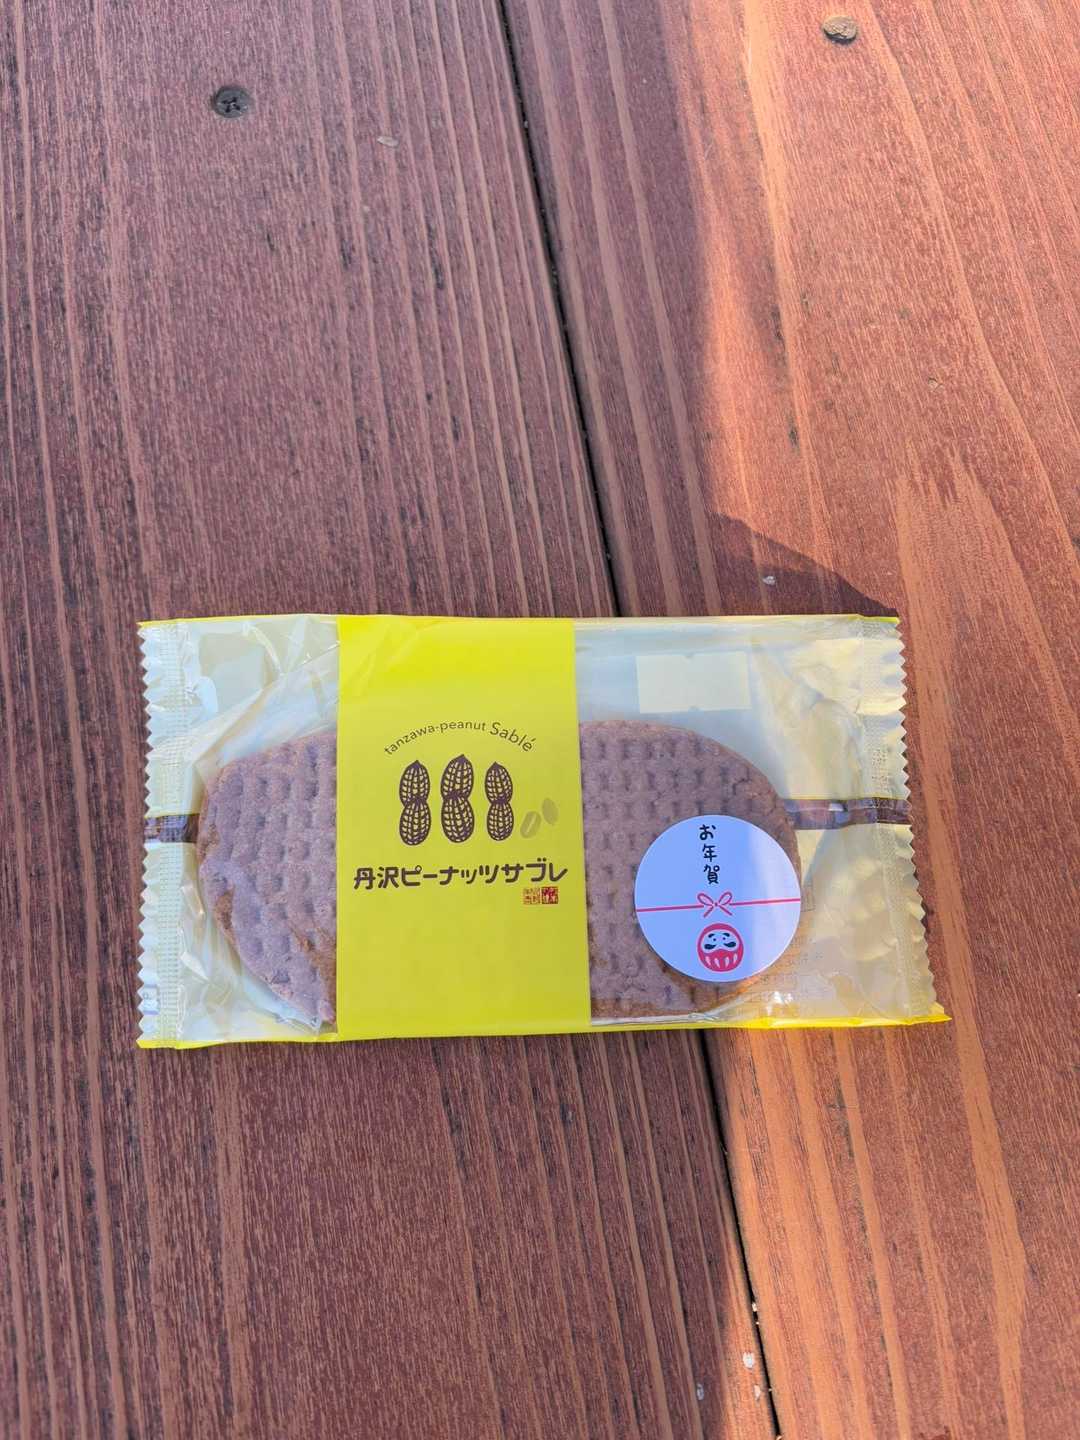 tanzawa-peanut Sablé
丹沢ピーナッツサブレ
お年賀